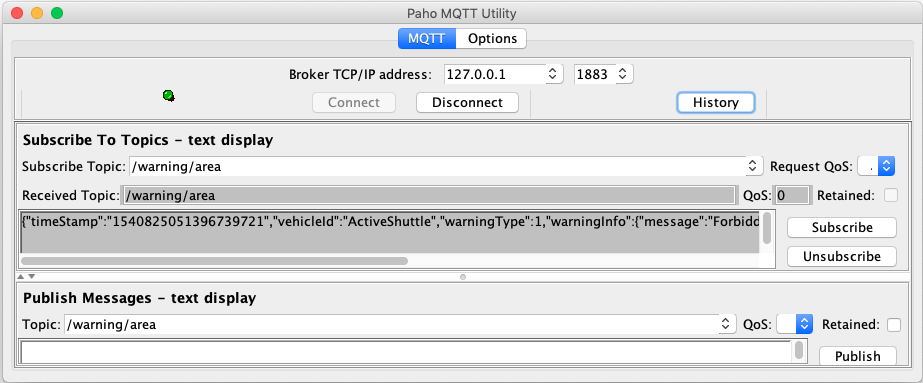 Paho MQTT Utility
MQTT Options
Broker TCP/IP address: 127.0.0.1 1883
Connect Disconnect History
Subscribe To Topics – text display
Subscribe Topic: /warning/area Request QoS: .
Received Topic: /warning/area QoS: 0 Retained:
{"timeStamp":"1540825051396739721","vehicleId":"ActiveShuttle","warningType":1,"warningInfo":{"message":"Forbidd
Subscribe
Unsubscribe
Publish Messages – text display
Topic: /warning/area QoS: Retained:
Publish